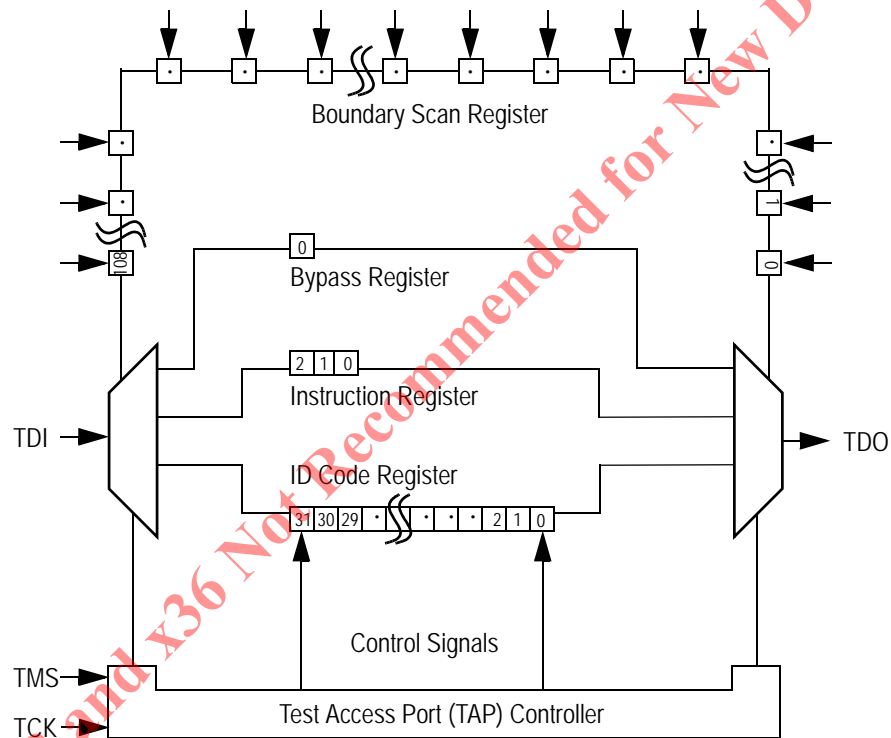 Boundary Scan Register
1
108
0
0
Bypass Register
2 1 0
Instruction Register
TDI
TDO
ID Code Register
31 30 29 · · · · 2 1 0
Control Signals
TMS
Test Access Port (TAP) Controller
TCK
and x36 Not Recommended for New D